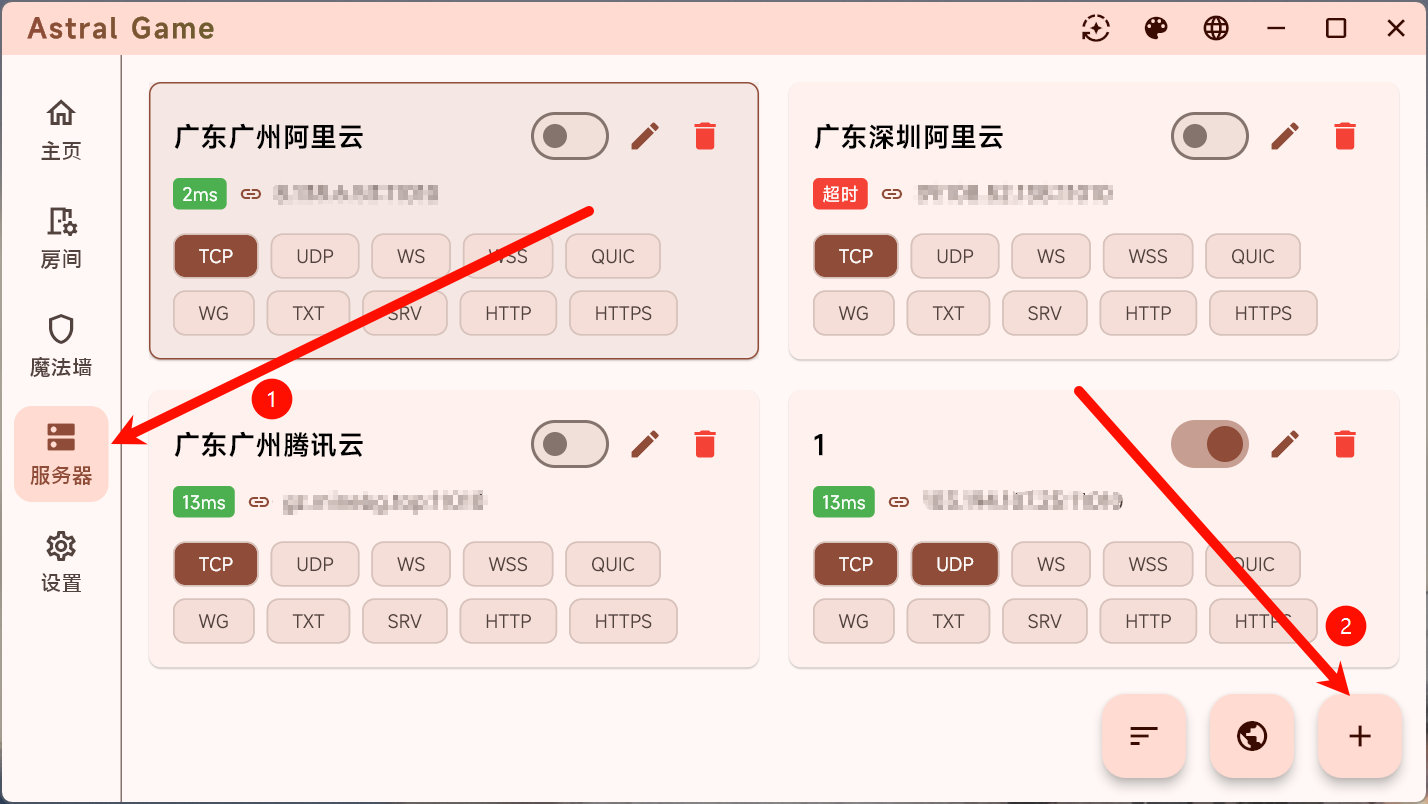 Astral Game
主页
房间
魔法墙
服务器
设置
广东广州阿里云
2ms
TCP UDP WS WSS QUIC
WG TXT SRV HTTP HTTPS
广东深圳阿里云
超时
TCP UDP WS WSS QUIC
WG TXT SRV HTTP HTTPS
1
广东广州腾讯云
13ms
TCP UDP WS WSS QUIC
WG TXT SRV HTTP HTTPS
1
13ms
TCP UDP WS WSS QUIC
WG TXT SRV HTTP HTTPS
2